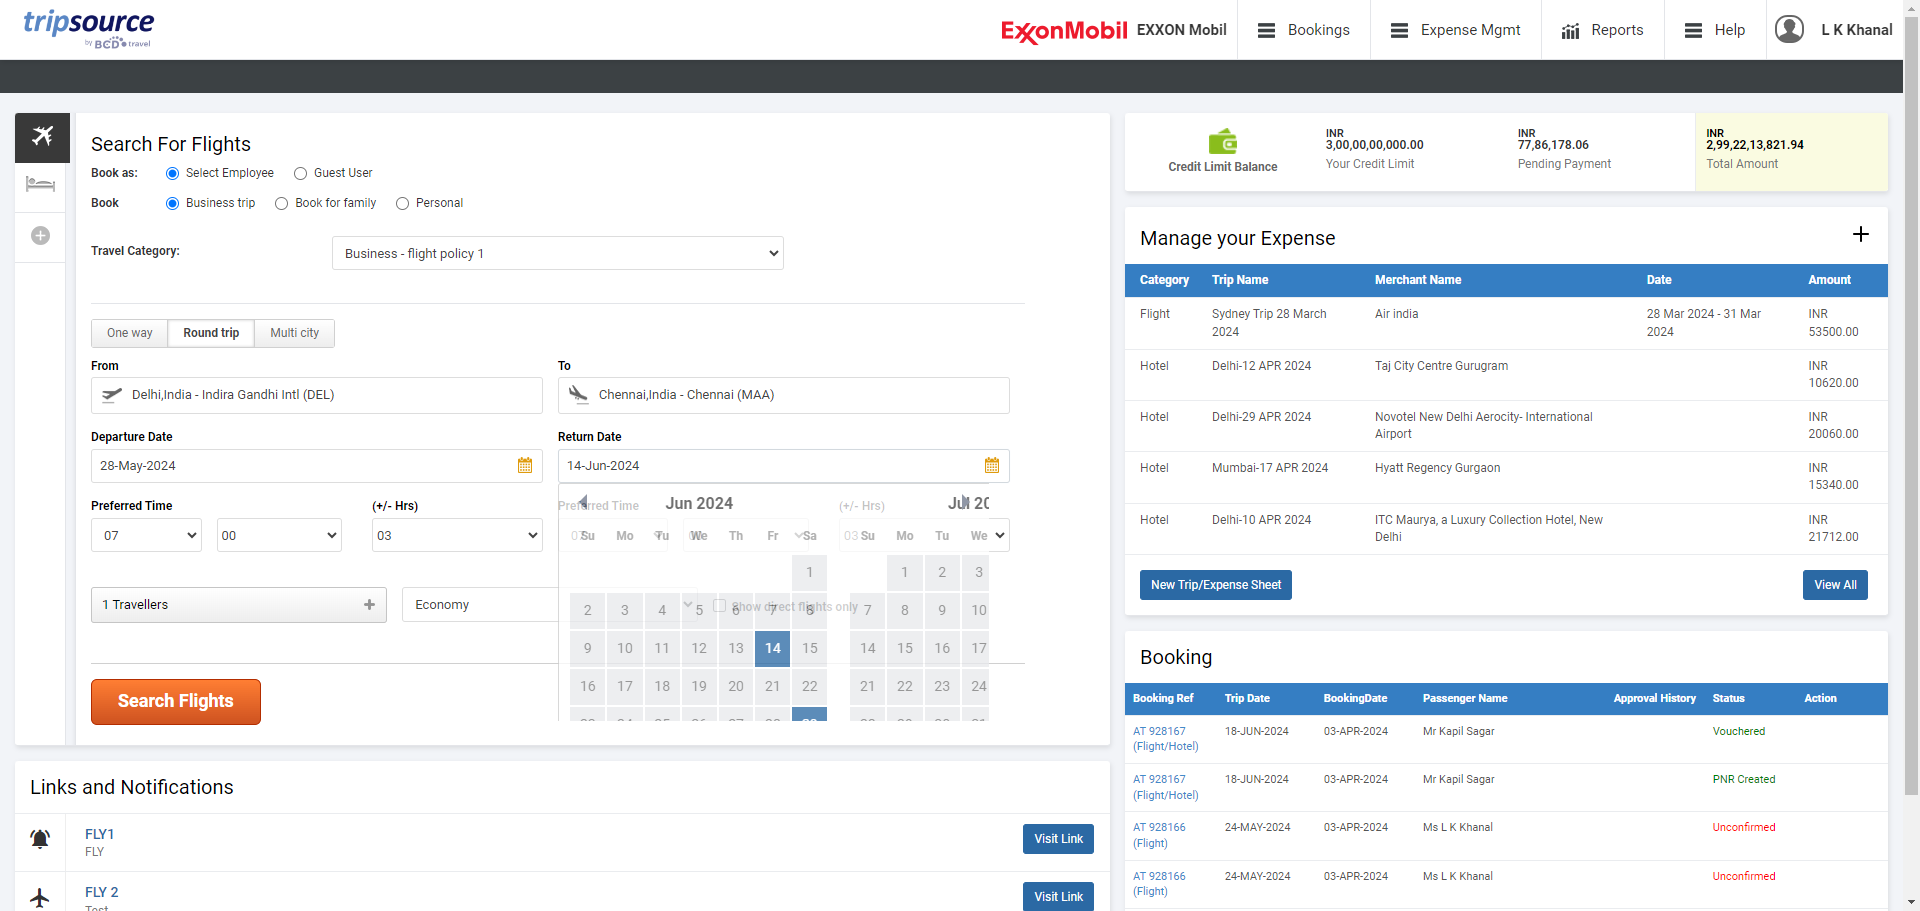 tripsource
by BCD travel
ExxonMobil EXXON Mobil
Bookings
Expense Mgmt
Reports
Help
L K Khanal
Search For Flights
Book as: Select Employee Guest User
Book Business trip Book for family Personal
Travel Category: Business - flight policy 1
One way Round trip Multi city
From To
Delhi,India - Indira Gandhi Intl (DEL) Chennai,India - Chennai (MAA)
Departure Date Return Date
28-May-2024 14-Jun-2024
Preferred Time (+/- Hrs) Preferred Time (+/- Hrs)
07 00 03
Jun 2024
Su Mo Tu We Th Fr Sa Su Mo Tu We
1 1 2 3
2 3 4 5 6 7 8 7 8 9 10
Show direct flights only
9 10 11 12 13 14 15 14 15 16 17
16 17 18 19 20 21 22 21 22 23 24
1 Travellers Economy
Search Flights
Links and Notifications
FLY1
FLY
Visit Link
FLY 2
Visit Link
Credit Limit Balance
INR
3,00,00,00,000.00
Your Credit Limit
INR
77,86,178.06
Pending Payment
INR
2,99,22,13,821.94
Total Amount
Manage your Expense
Category Trip Name Merchant Name Date Amount
Flight Sydney Trip 28 March 2024 Air india 28 Mar 2024 - 31 Mar 2024 INR 53500.00
Hotel Delhi-12 APR 2024 Taj City Centre Gurugram INR 10620.00
Hotel Delhi-29 APR 2024 Novotel New Delhi Aerocity- International Airport INR 20060.00
Hotel Mumbai-17 APR 2024 Hyatt Regency Gurgaon INR 15340.00
Hotel Delhi-10 APR 2024 ITC Maurya, a Luxury Collection Hotel, New Delhi INR 21712.00
New Trip/Expense Sheet View All
Booking
Booking Ref Trip Date BookingDate Passenger Name Approval History Status Action
AT 928167 (Flight/Hotel) 18-JUN-2024 03-APR-2024 Mr Kapil Sagar Vouchered
AT 928167 (Flight/Hotel) 18-JUN-2024 03-APR-2024 Mr Kapil Sagar PNR Created
AT 928166 (Flight) 24-MAY-2024 03-APR-2024 Ms L K Khanal Unconfirmed
AT 928166 (Flight) 24-MAY-2024 03-APR-2024 Ms L K Khanal Unconfirmed